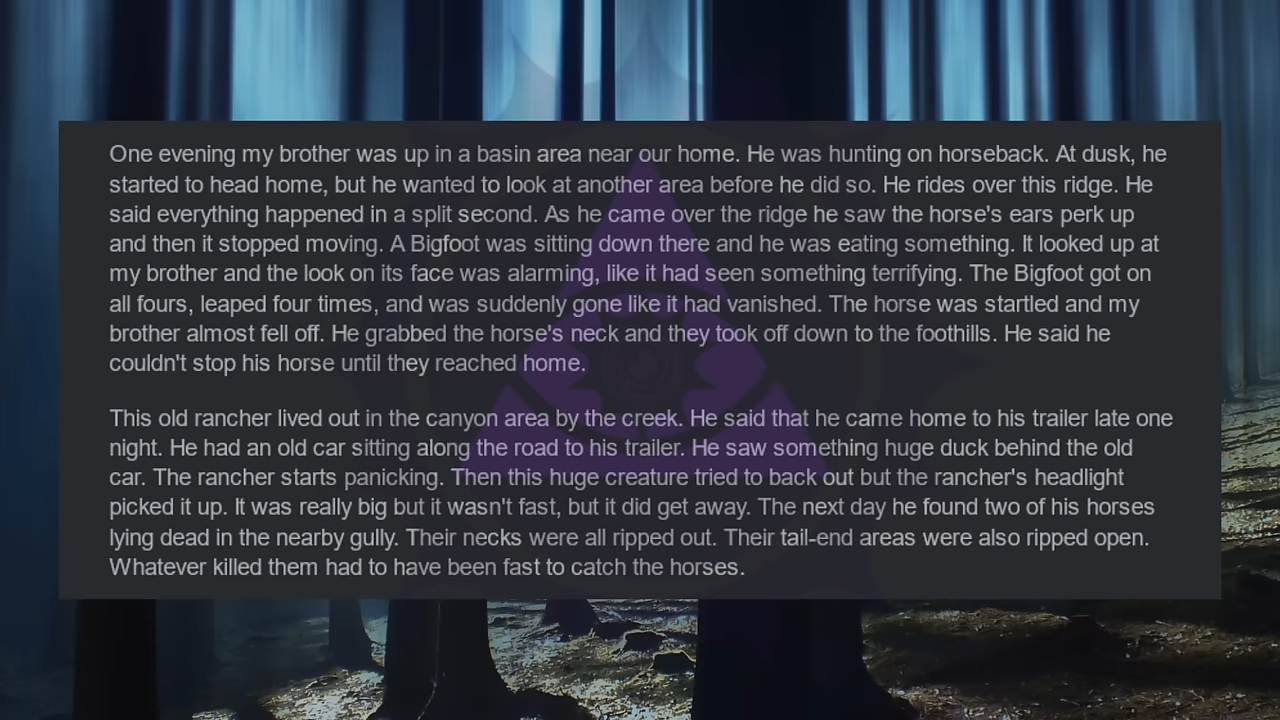 One evening my brother was up in a basin area near our home. He was hunting on horseback. At dusk, he
started to head home, but he wanted to look at another area before he did so. He rides over this ridge. He
said everything happened in a split second. As he came over the ridge he saw the horse's ears perk up
and then it stopped moving. A Bigfoot was sitting down there and he was eating something. It looked up at
my brother and the look on its face was alarming, like it had seen something terrifying. The Bigfoot got on
all fours, leaped four times, and was suddenly gone like it had vanished. The horse was startled and my
brother almost fell off. He grabbed the horse's neck and they took off down to the foothills. He said he
couldn't stop his horse until they reached home.
This old rancher lived out in the canyon area by the creek. He said that he came home to his trailer late one
night. He had an old car sitting along the road to his trailer. He saw something huge duck behind the old
car. The rancher starts panicking. Then this huge creature tried to back out but the rancher's headlight
picked it up. It was really big but it wasn't fast, but it did get away. The next day he found two of his horses
lying dead in the nearby gully. Their necks were all ripped out. Their tail-end areas were also ripped open.
Whatever killed them had to have been fast to catch the horses.